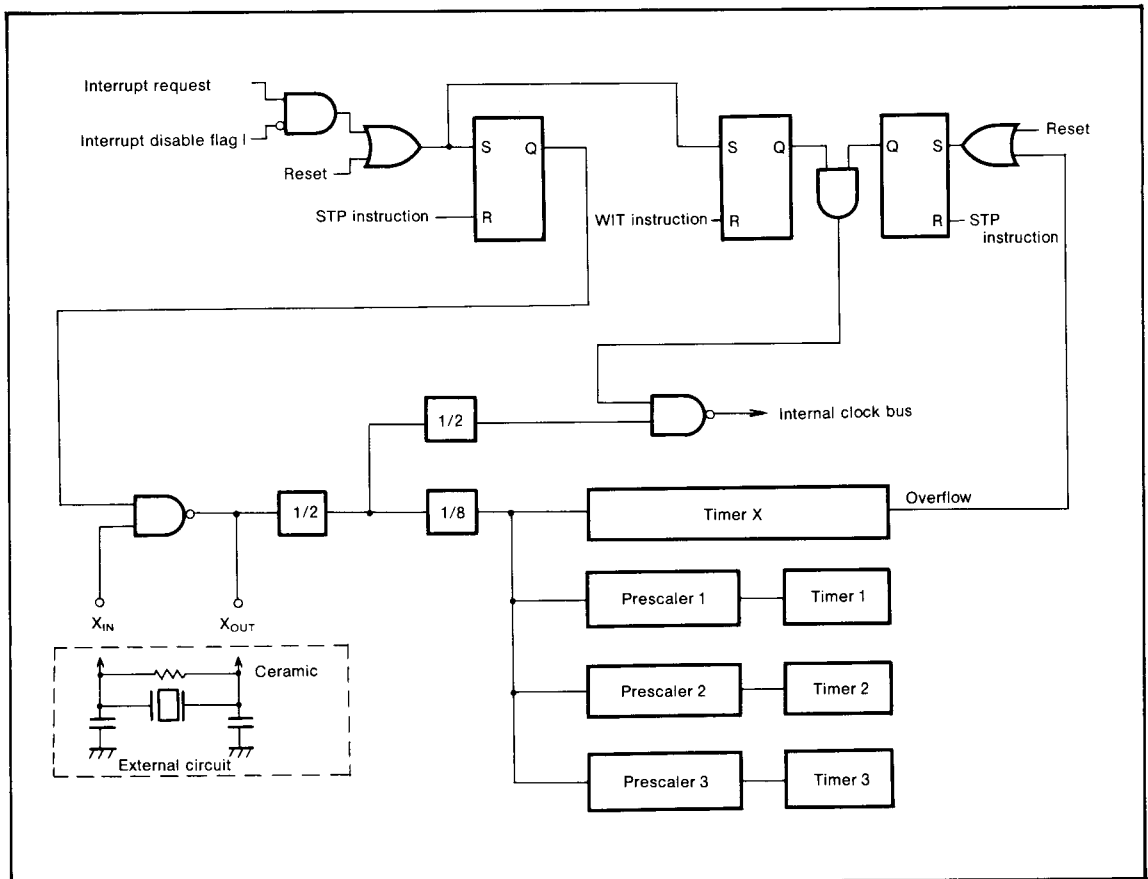 Interrupt request
Interrupt disable flag I
Reset
S
Q
R
STP instruction
S
Q
R
WIT instruction
Q
S
R
Reset
STP
instruction
1/2
Internal clock bus
1/2
1/8
Timer X
Overflow
Prescaler 1
Timer 1
Prescaler 2
Timer 2
Prescaler 3
Timer 3
XIN
XOUT
Ceramic
External circuit